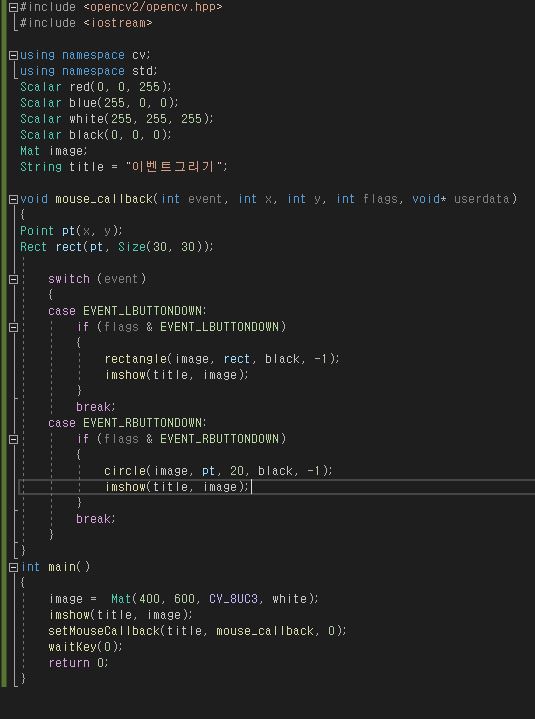 #include <opencv2/opencv.hpp>
#include <iostream>
using namespace cv;
using namespace std;
Scalar red(0, 0, 255);
Scalar blue(255, 0, 0);
Scalar white(255, 255, 255);
Scalar black(0, 0, 0);
Mat image;
String title = "이벤트그리기";
void mouse_callback(int event, int x, int y, int flags, void* userdata)
{
Point pt(x, y);
Rect rect(pt, Size(30, 30));
switch (event)
{
case EVENT_LBUTTONDOWN:
if (flags & EVENT_LBUTTONDOWN)
{
rectangle(image, rect, black, -1);
imshow(title, image);
}
break;
case EVENT_RBUTTONDOWN:
if (flags & EVENT_RBUTTONDOWN)
{
circle(image, pt, 20, black, -1);
imshow(title, image);
}
break;
}
}
int main()
{
image =  Mat(400, 600, CV_8UC3, white);
imshow(title, image);
setMouseCallback(title, mouse_callback, 0);
waitKey(0);
return 0;
}